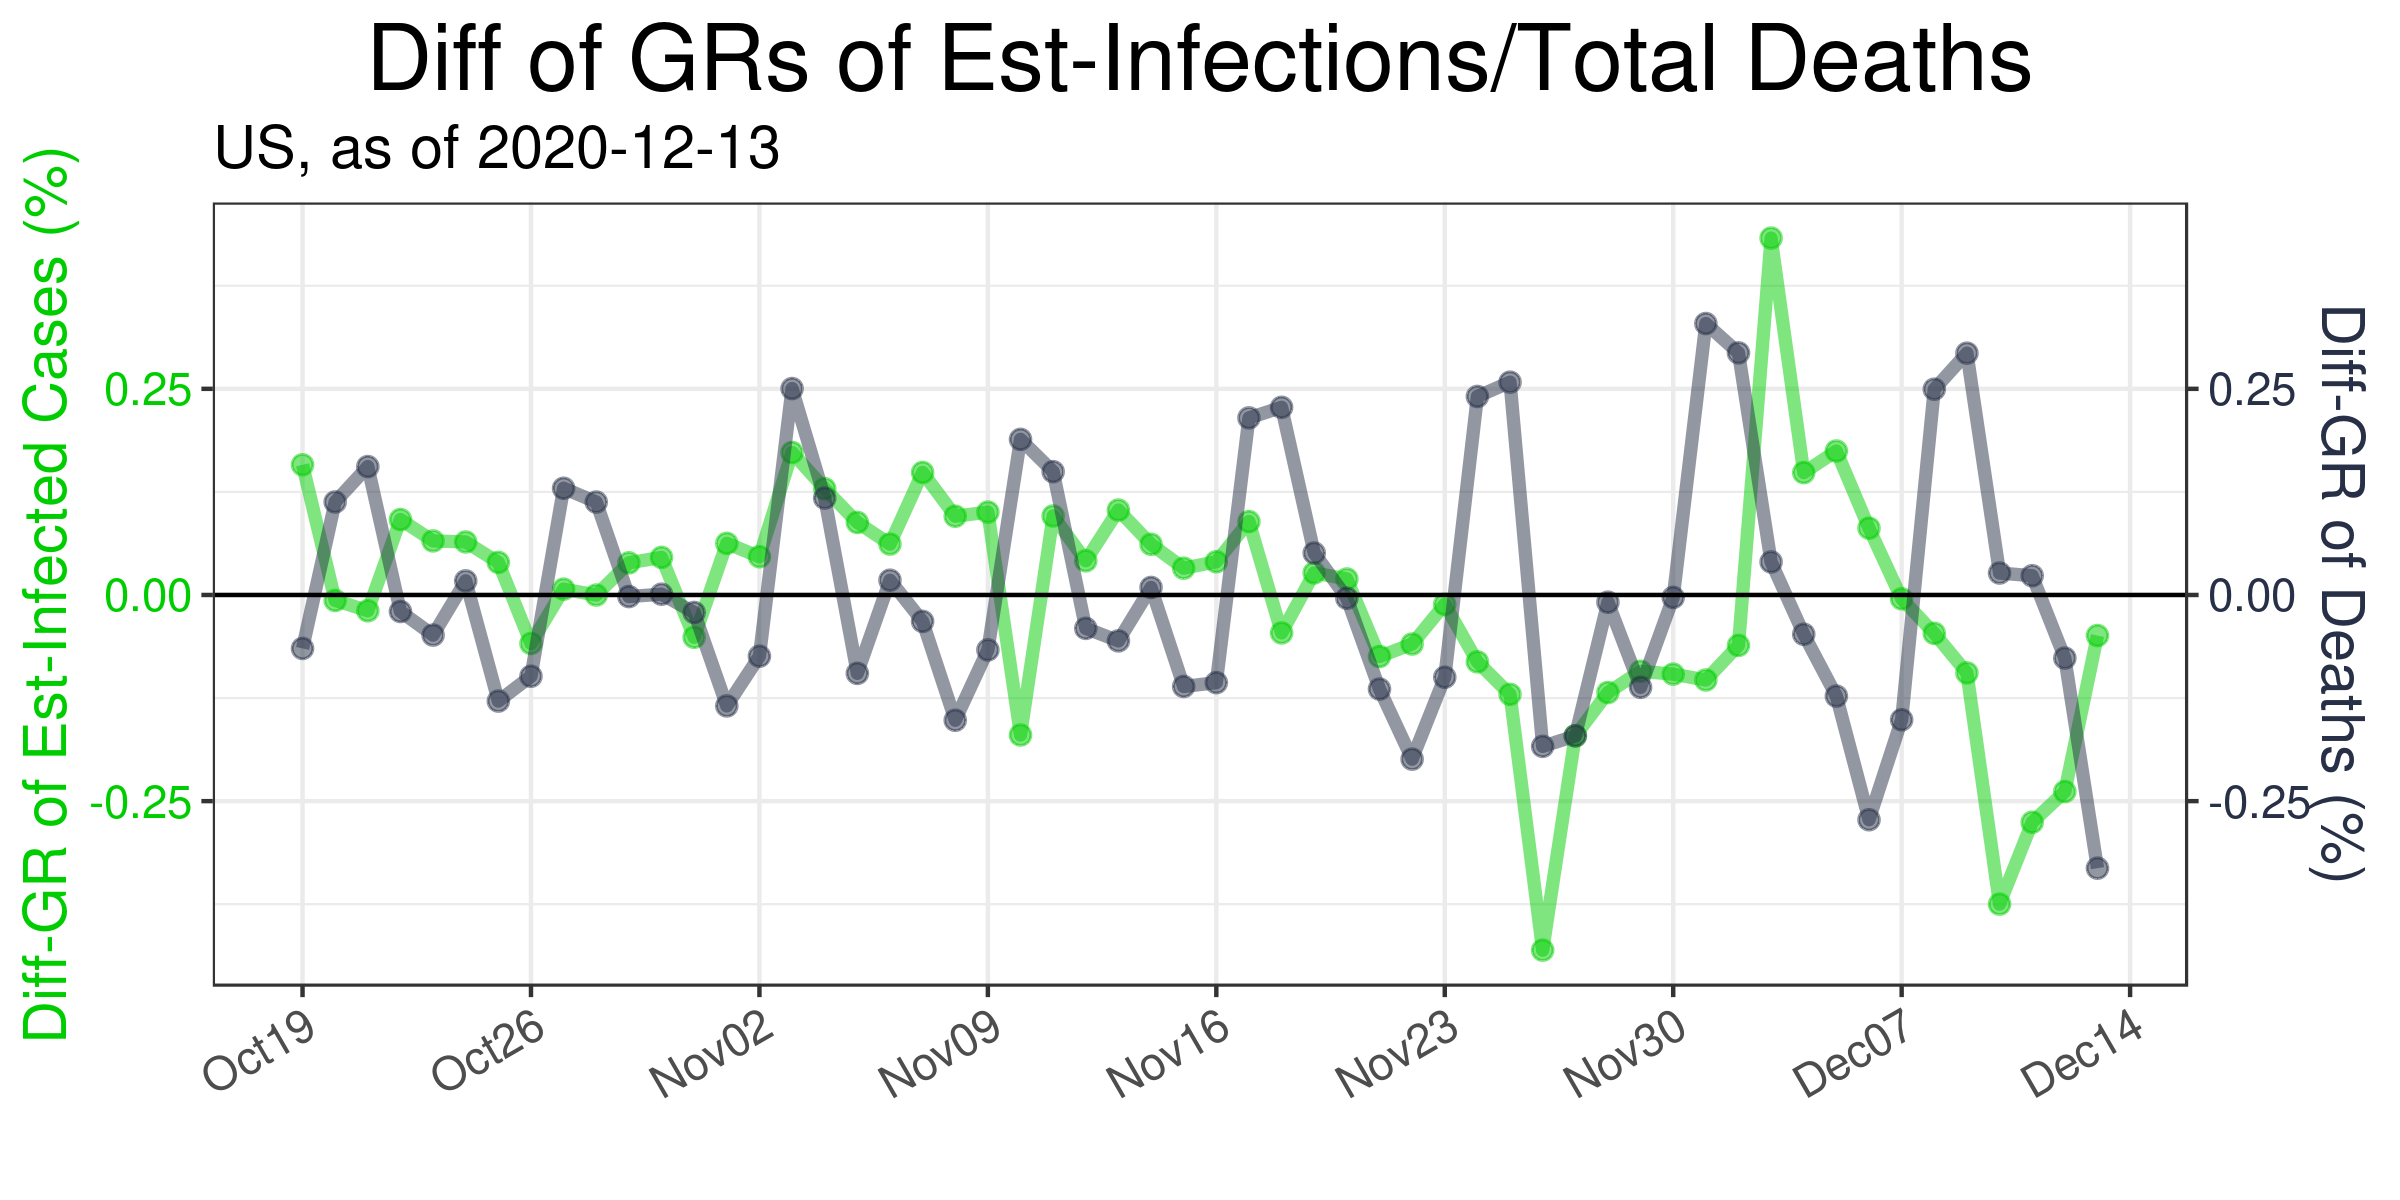 Diff of GRs of Est-Infections/Total Deaths
US, as of 2020-12-13
Diff-GR of Est-Infected Cases (%)
0.25
0.00
-0.25
0.25
0.00
-0.25
Diff-GR of Deaths (%)
Oct19
Oct26
Nov02
Nov09
Nov16
Nov23
Nov30
Dec07
Dec14